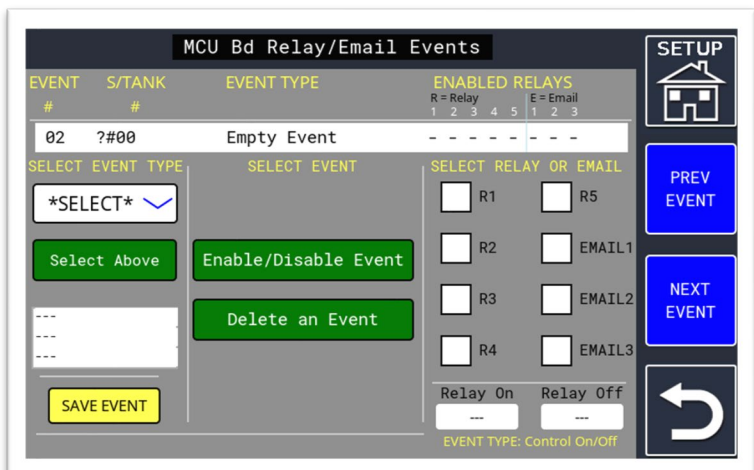 MCU Bd Relay/Email Events
SETUP
EVENT S/TANK EVENT TYPE ENABLED RELAYS
# # R = Relay E = Email
1 2 3 4 5 1 2 3
02 ?#00 Empty Event - - - - - - - -
SELECT EVENT TYPE SELECT EVENT SELECT RELAY OR EMAIL
*SELECT*
Select Above
---
---
---
SAVE EVENT
Enable/Disable Event
Delete an Event
R1 R5
R2 EMAIL1
R3 EMAIL2
R4 EMAIL3
Relay On Relay Off
--- ---
EVENT TYPE: Control On/Off
PREV
EVENT
NEXT
EVENT